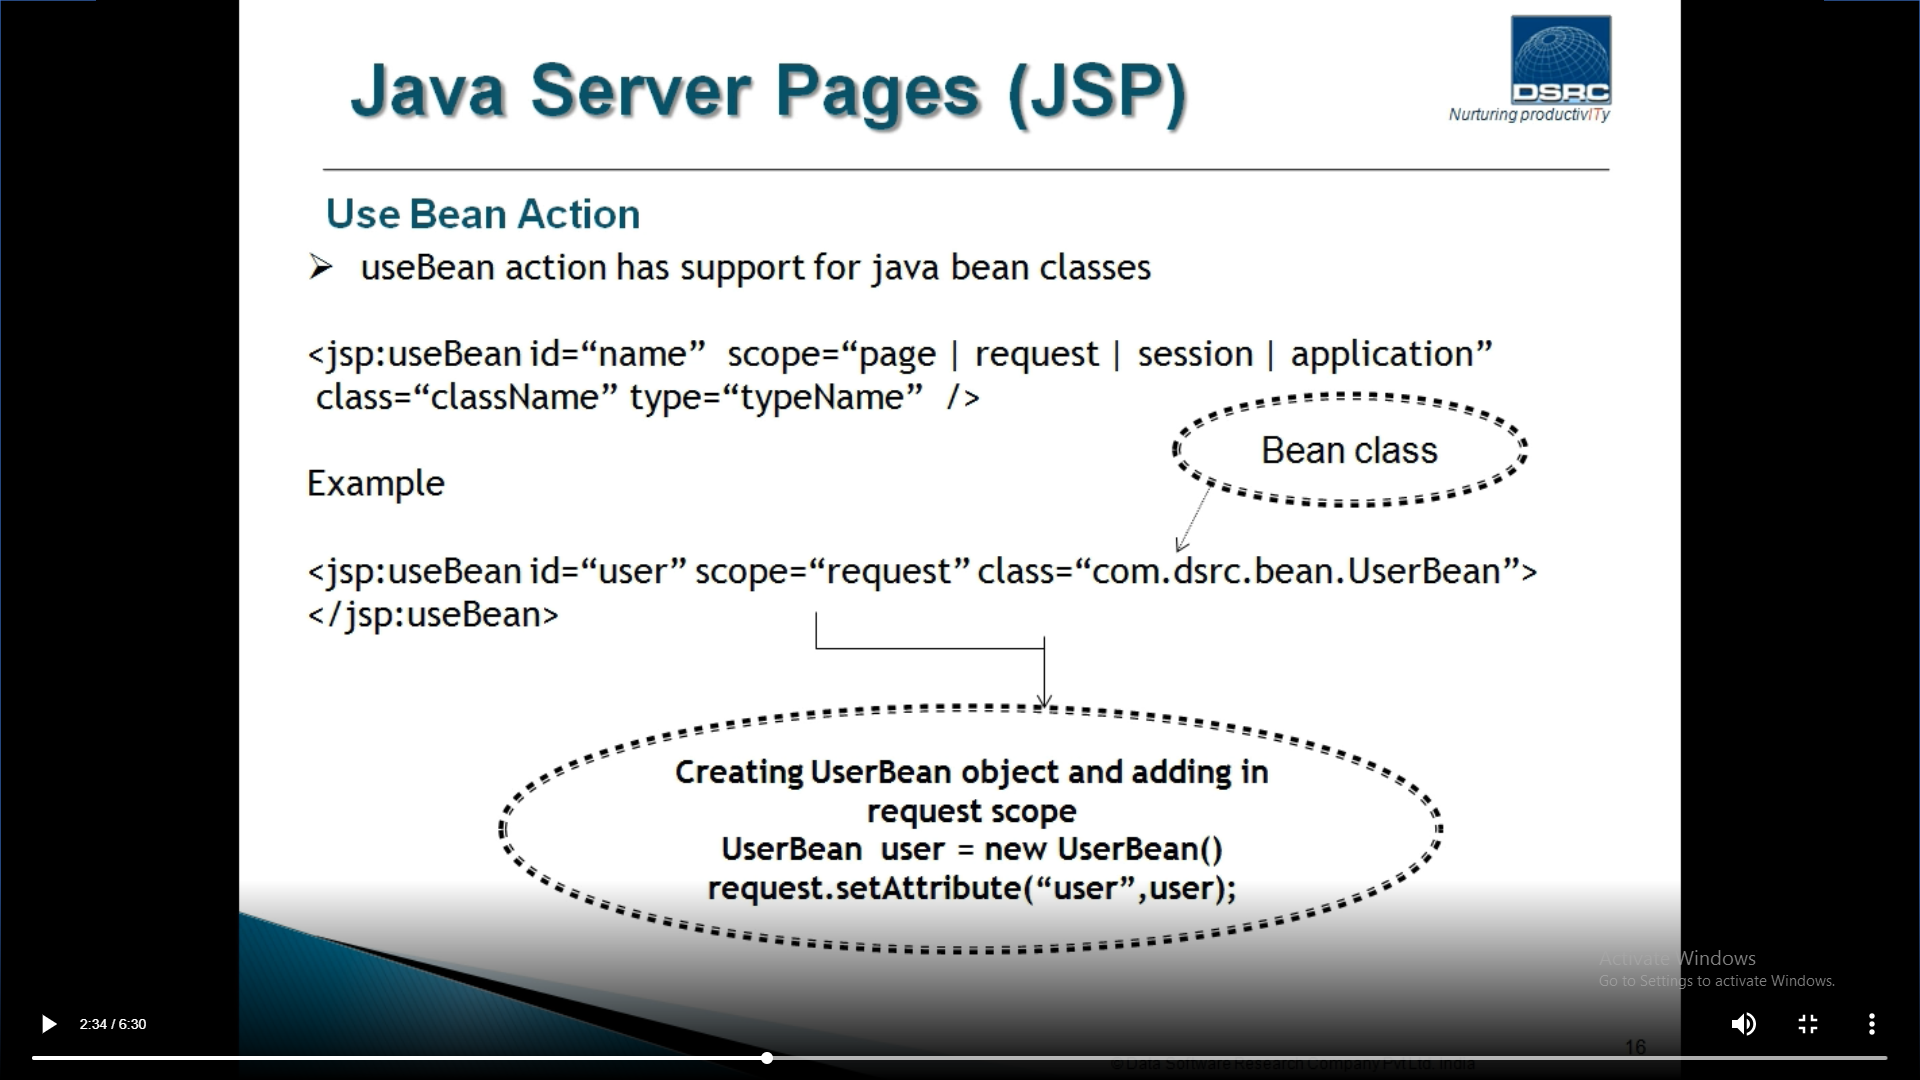 Java Server Pages (JSP)
DSRC
Nurturing productivITy
Use Bean Action
➢ useBean action has support for java bean classes
<jsp:useBean id=“name” scope=“page | request | session | application”
class=“className” type=“typeName” />
Bean class
Example
<jsp:useBean id=“user” scope=“request” class=“com.dsrc.bean.UserBean”>
</jsp:useBean>
Creating UserBean object and adding in
request scope
UserBean user = new UserBean()
request.setAttribute(“user”,user);
Activate Windows
Go to Settings to activate Windows.
2:34 / 6:30
16
© Data Software Research Company Pvt Ltd. India